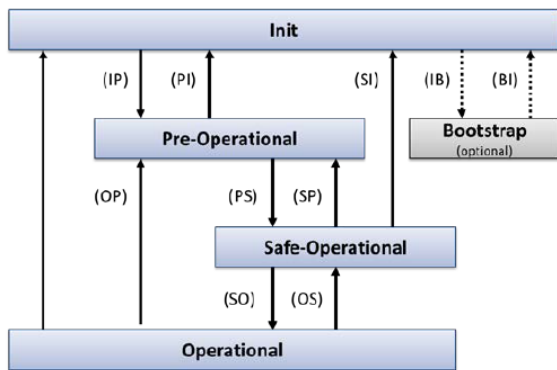 Init
(IP)
(PI)
(SI)
(IB)
(BI)
Pre-Operational
Bootstrap
(optional)
(OP)
(PS)
(SP)
Safe-Operational
(SO)
(OS)
Operational